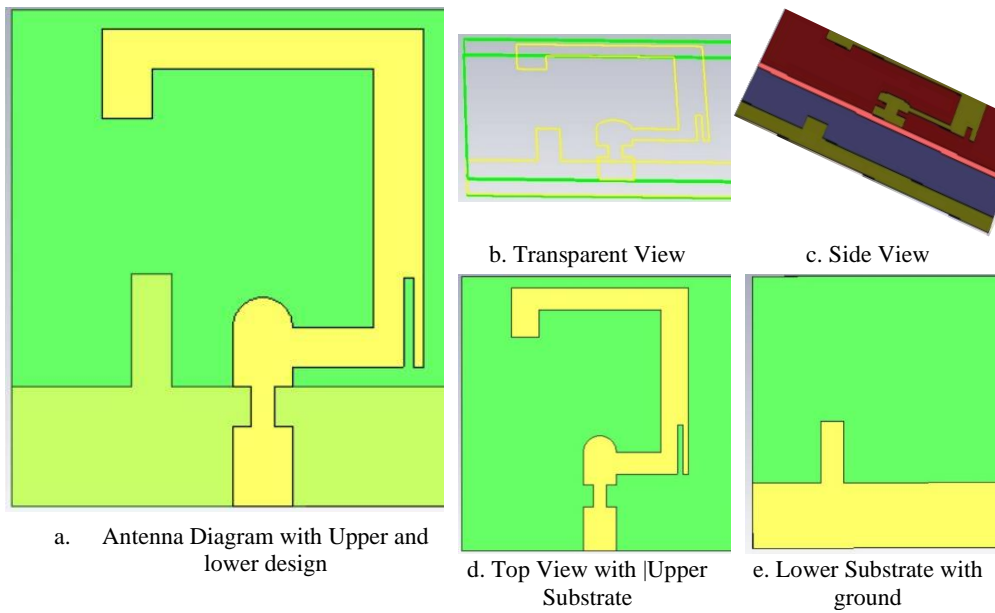 b. Transparent View
c. Side View
a. Antenna Diagram with Upper and
lower design
d. Top View with |Upper
Substrate
e. Lower Substrate with
ground